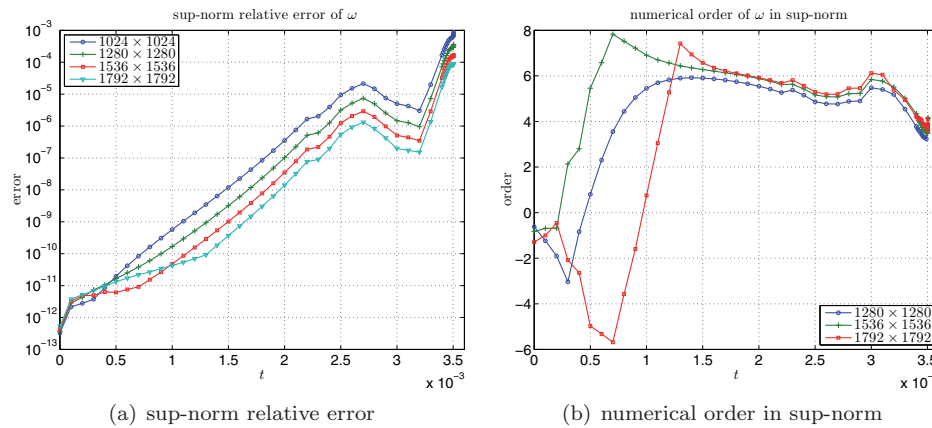 sup-norm relative error of ω
10⁻³
10⁻⁴
10⁻⁵
10⁻⁶
10⁻⁷
10⁻⁸
10⁻⁹
10⁻¹⁰
10⁻¹¹
10⁻¹²
10⁻¹³
error
1024 × 1024
1280 × 1280
1536 × 1536
1792 × 1792
0 0.5 1 1.5 2 2.5 3 3.5
t
x 10⁻³
(a) sup-norm relative error
numerical order of ω in sup-norm
8
6
4
2
0
−2
−4
−6
order
1280 × 1280
1536 × 1536
1792 × 1792
0 0.5 1 1.5 2 2.5 3 3.5
t
x 10⁻³
(b) numerical order in sup-norm